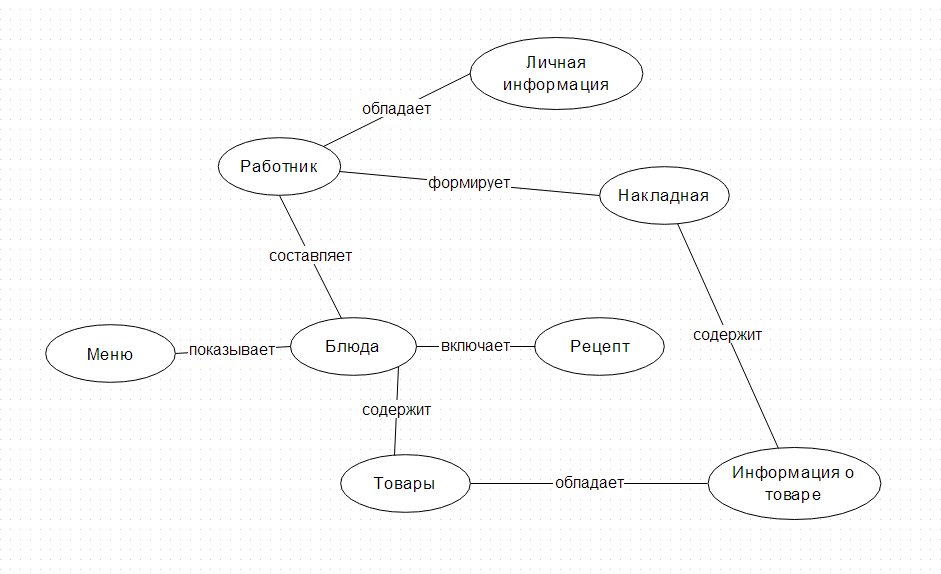 Личная
информация
обладает
Работник
формирует
Накладная
составляет
содержит
Меню
показывает
Блюда
включает
Рецепт
содержит
Товары
обладает
Информация о
товаре